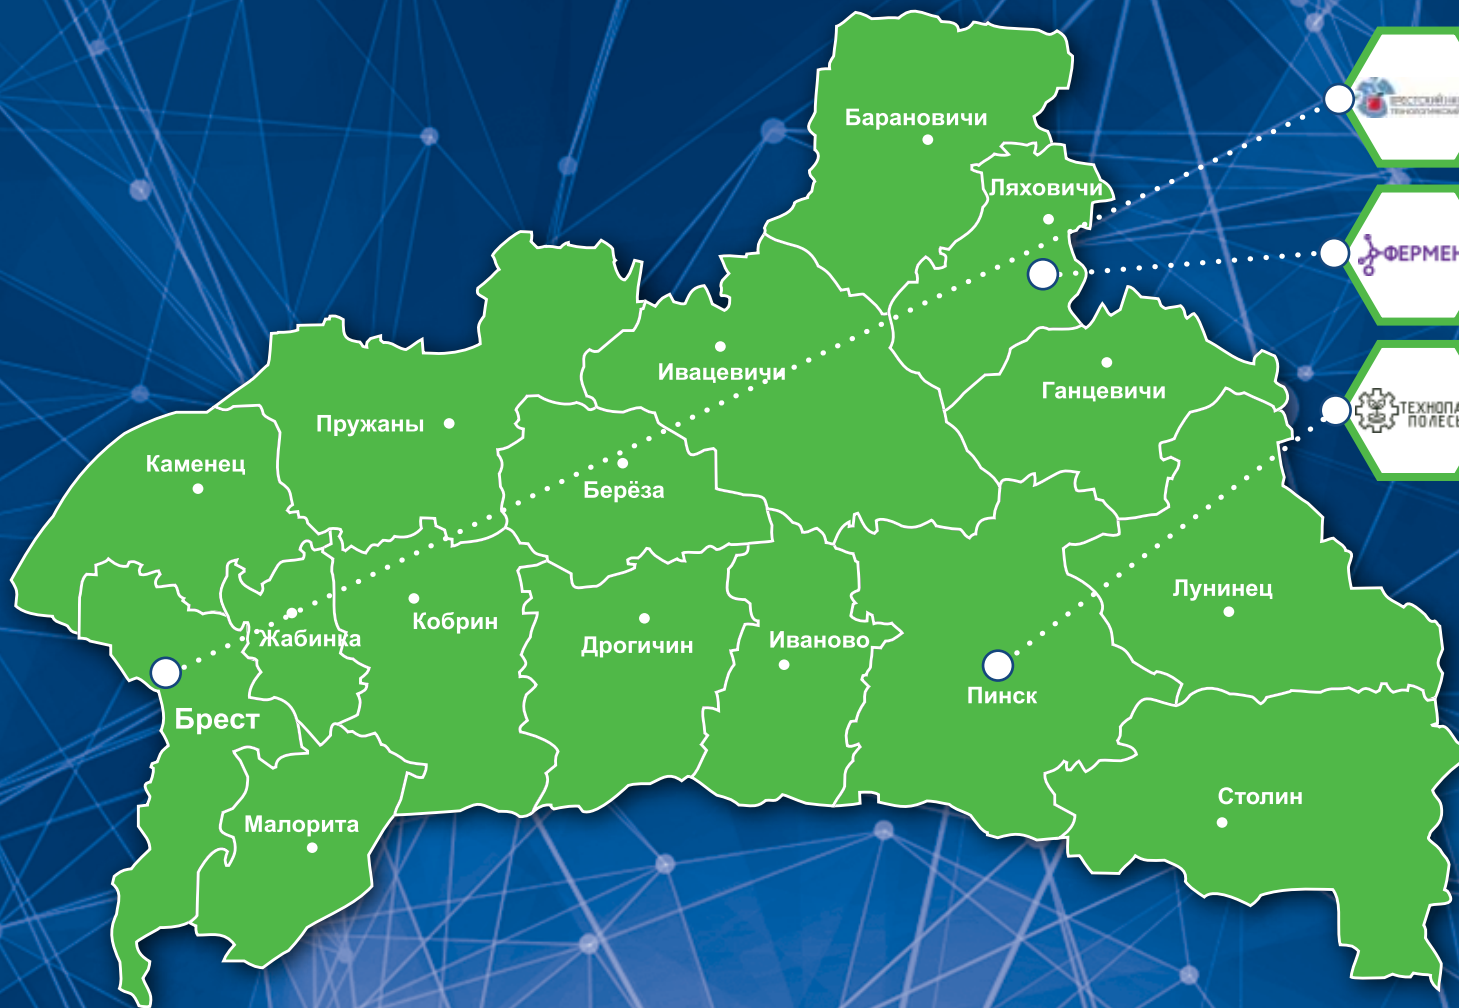 Барановичи
Ляховичи
ФЕРМЕН
Ивацевичи
Ганцевичи
ТЕХНОПА
ПОЛЕСЬ
Пружаны
Каменец
Берёза
Лунинец
Кобрин
Жабинка
Дрогичин
Иваново
Пинск
Брест
Столин
Малорита